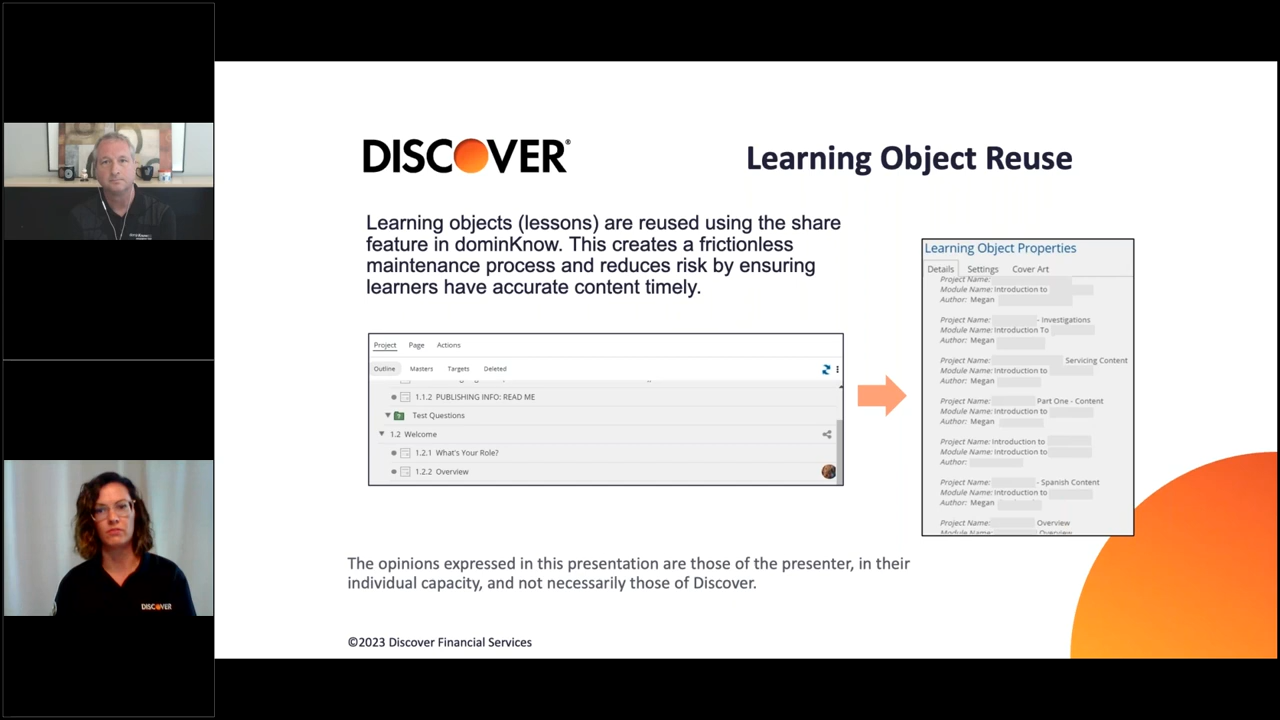 DISCOVER®
Learning Object Reuse
Learning objects (lessons) are reused using the share
feature in dominKnow. This creates a frictionless
maintenance process and reduces risk by ensuring
learners have accurate content timely.
Project Page Actions
Outline Masters Targets Deleted
1.1.2 PUBLISHING INFO: READ ME
Test Questions
1.2 Welcome
1.2.1 What's Your Role?
1.2.2 Overview
Learning Object Properties
Details Settings Cover Art
Project Name:
Module Name: Introduction to
Author: Megan
Project Name: - Investigations
Module Name: Introduction To
Author: Megan
Project Name: Servicing Content
Module Name: Introduction to
Author: Megan
Project Name: Part One - Content
Module Name: Introduction to
Author: Megan
Project Name: Introduction to
Module Name: Introduction to
Author:
Project Name: - Spanish Content
Module Name: Introduction to
Author: Megan
Project Name: Overview
Module Name: Overview
The opinions expressed in this presentation are those of the presenter, in their
individual capacity, and not necessarily those of Discover.
©2023 Discover Financial Services
DISCOVER